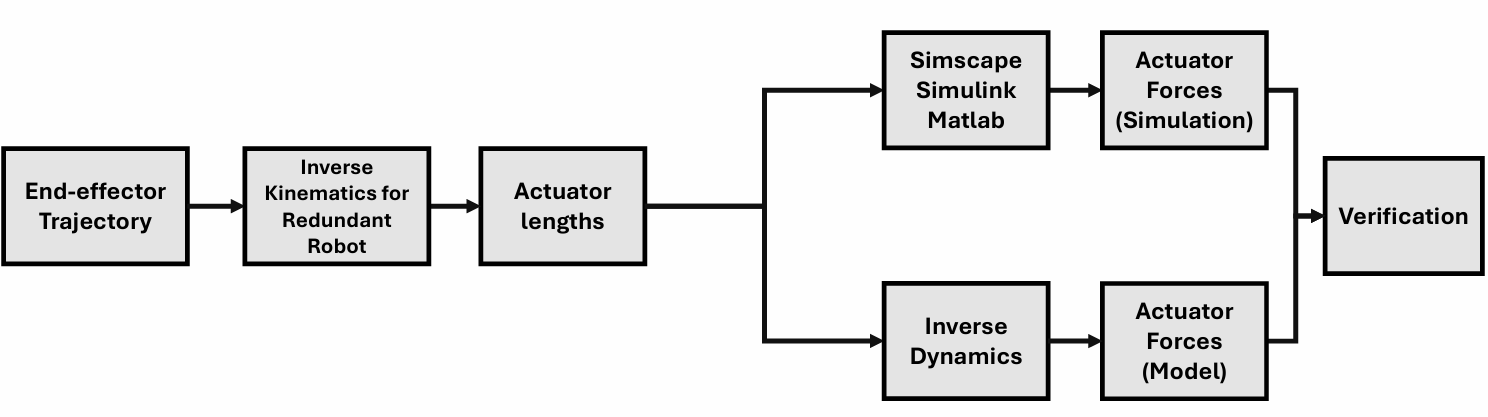 End-effector
Trajectory
Inverse
Kinematics for
Redundant
Robot
Actuator
lengths
Simscape
Simulink
Matlab
Actuator
Forces
(Simulation)
Inverse
Dynamics
Actuator
Forces
(Model)
Verification